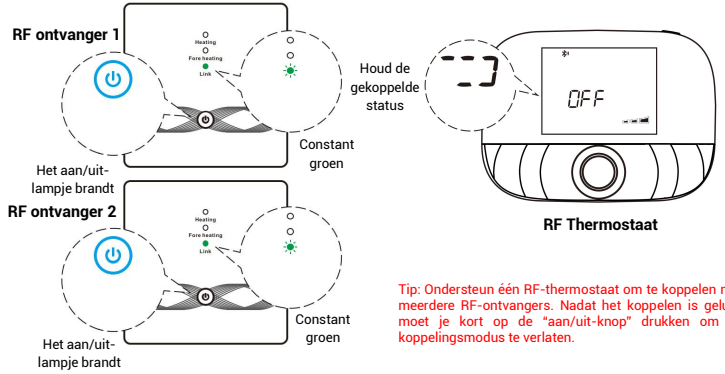 RF ontvanger 1
Heating
Fore heating
Link
Het aan/uit-
lampje brandt
Constant
groen
RF ontvanger 2
Heating
Fore heating
Link
Het aan/uit-
lampje brandt
Constant
groen
Houd de
gekoppelde
status
OFF
RF Thermostaat
Tip: Ondersteun één RF-thermostaat om te koppelen
meerdere RF-ontvangers. Nadat het koppelen is
moet je kort op de “aan/uit-knop” drukken om
koppelingsmodus te verlaten.